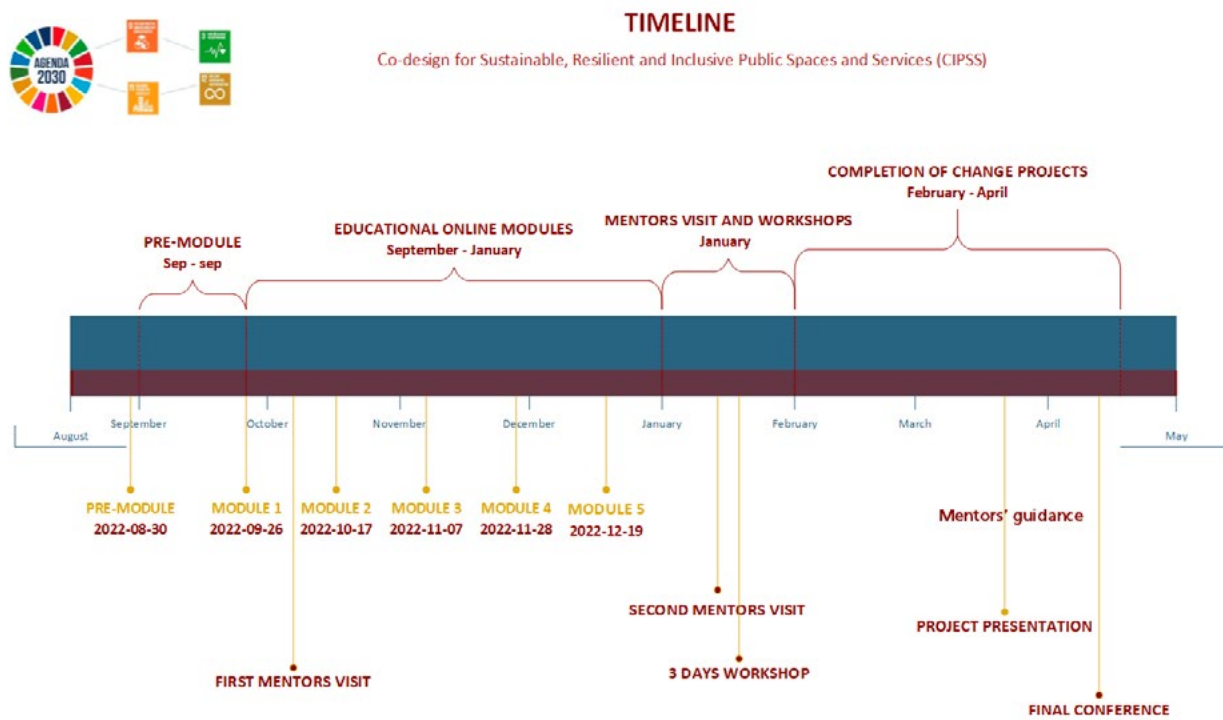 TIMELINE
Co-design for Sustainable, Resilient and Inclusive Public Spaces and Services (CIPSS)
AGENDA
2030
COMPLETION OF CHANGE PROJECTS
February - April
MENTORS VISIT AND WORKSHOPS
January
EDUCATIONAL ONLINE MODULES
September - January
PRE-MODULE
Sep - sep
September
October
November
December
January
February
March
April
August
May
PRE-MODULE
2022-08-30
MODULE 1
2022-09-26
MODULE 2
2022-10-17
MODULE 3
2022-11-07
MODULE 4
2022-11-28
MODULE 5
2022-12-19
Mentors' guidance
SECOND MENTORS VISIT
PROJECT PRESENTATION
3 DAYS WORKSHOP
FIRST MENTORS VISIT
FINAL CONFERENCE